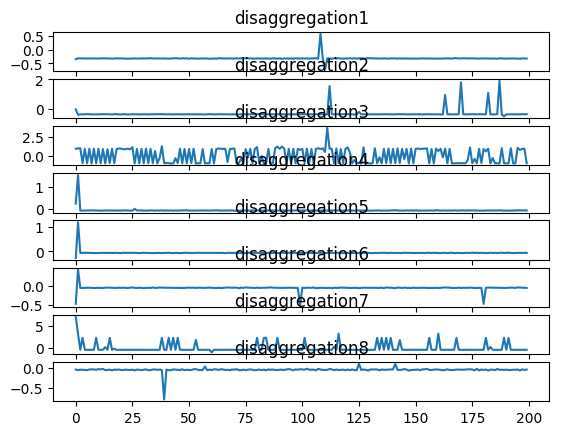 disaggregation1
0.5
0.0
−0.5
disaggregation2
2
0
disaggregation3
2.5
0.0
disaggregation4
1
0
disaggregation5
1
0
disaggregation6
0.0
−0.5
disaggregation7
5
0
disaggregation8
0.0
−0.5
0 25 50 75 100 125 150 175 200